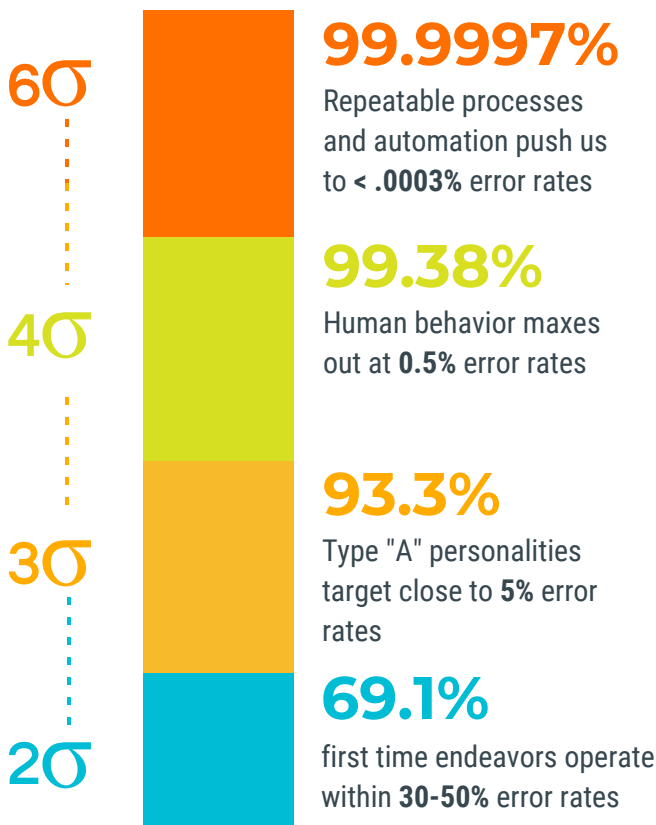 6σ
99.9997%
Repeatable processes
and automation push us
to < .0003% error rates
4σ
99.38%
Human behavior maxes
out at 0.5% error rates
3σ
93.3%
Type "A" personalities
target close to 5% error
rates
2σ
69.1%
first time endeavors operate
within 30-50% error rates